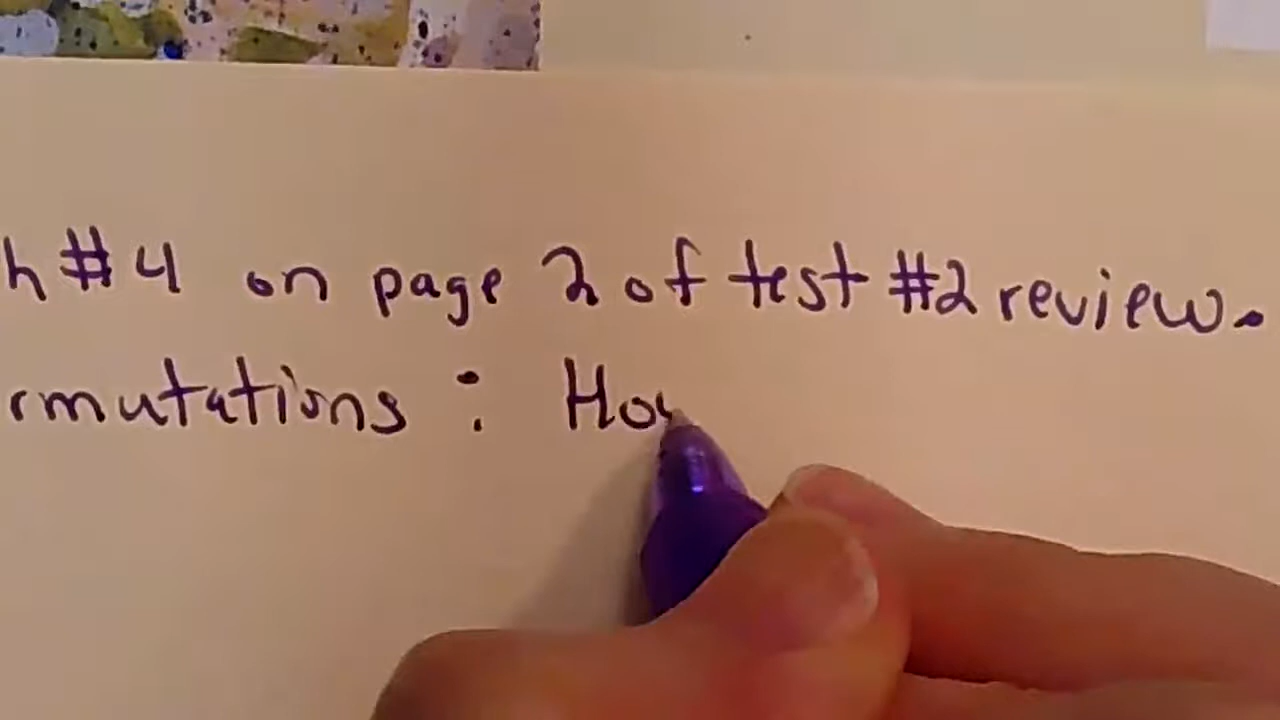 h #4 on page 2 of test #2 review.
rmutations : Ho